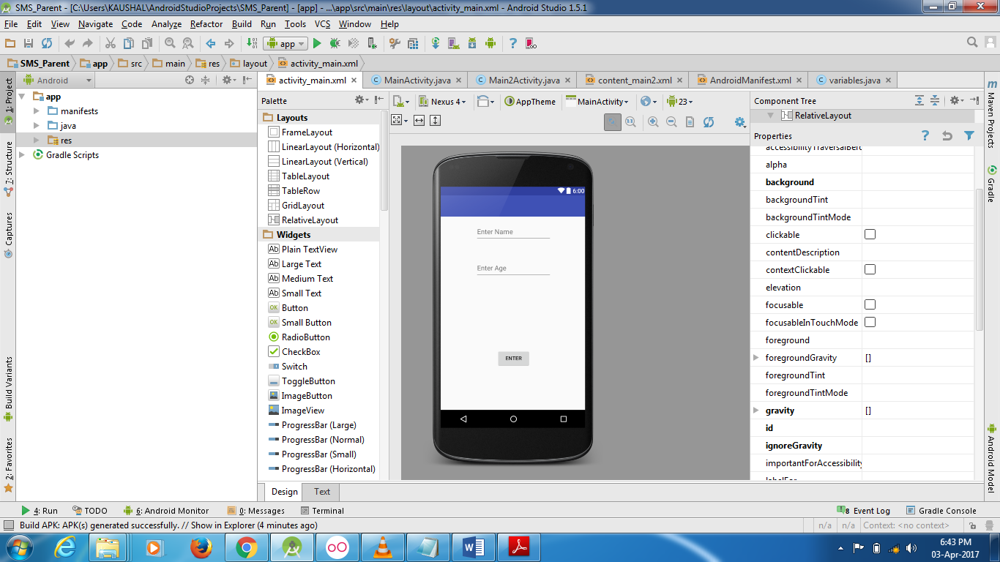 SMS_Parent - [C:\Users\KAUSHAL\AndroidStudioProjects\SMS_Parent] - [app] - ...\app\src\main\res\layout\activity_main.xml - Android Studio 1.5.1
File Edit View Navigate Code Analyze Refactor Build Run Tools VCS Window Help
app
SMS_Parent app src main res layout activity_main.xml
Android
activity_main.xml MainActivity.java Main2Activity.java content_main2.xml AndroidManifest.xml variables.java
1: Project
7: Structure
Captures
Build Variants
2: Favorites
app
manifests
java
res
Gradle Scripts
Palette
Layouts
FrameLayout
LinearLayout (Horizontal)
LinearLayout (Vertical)
TableLayout
TableRow
GridLayout
RelativeLayout
Widgets
Plain TextView
Large Text
Medium Text
Small Text
Button
Small Button
RadioButton
CheckBox
Switch
ToggleButton
ImageButton
ImageView
ProgressBar (Large)
ProgressBar (Normal)
ProgressBar (Small)
ProgressBar (Horizontal)
Nexus 4 AppTheme MainActivity 23
6:00
Enter Name
Enter Age
ENTER
Design Text
Component Tree
RelativeLayout
Properties
alpha
background
backgroundTint
backgroundTintMode
clickable
contentDescription
contextClickable
elevation
focusable
focusableInTouchMode
foreground
foregroundGravity []
foregroundTint
foregroundTintMode
gravity []
id
ignoreGravity
importantForAccessibility
Maven Projects
Gradle
Android Model
4: Run TODO 6: Android Monitor 0: Messages Terminal 8 Event Log Gradle Console
Build APK: APK(s) generated successfully. // Show in Explorer (4 minutes ago) n/a n/a Context: <no context>
6:43 PM
03-Apr-2017